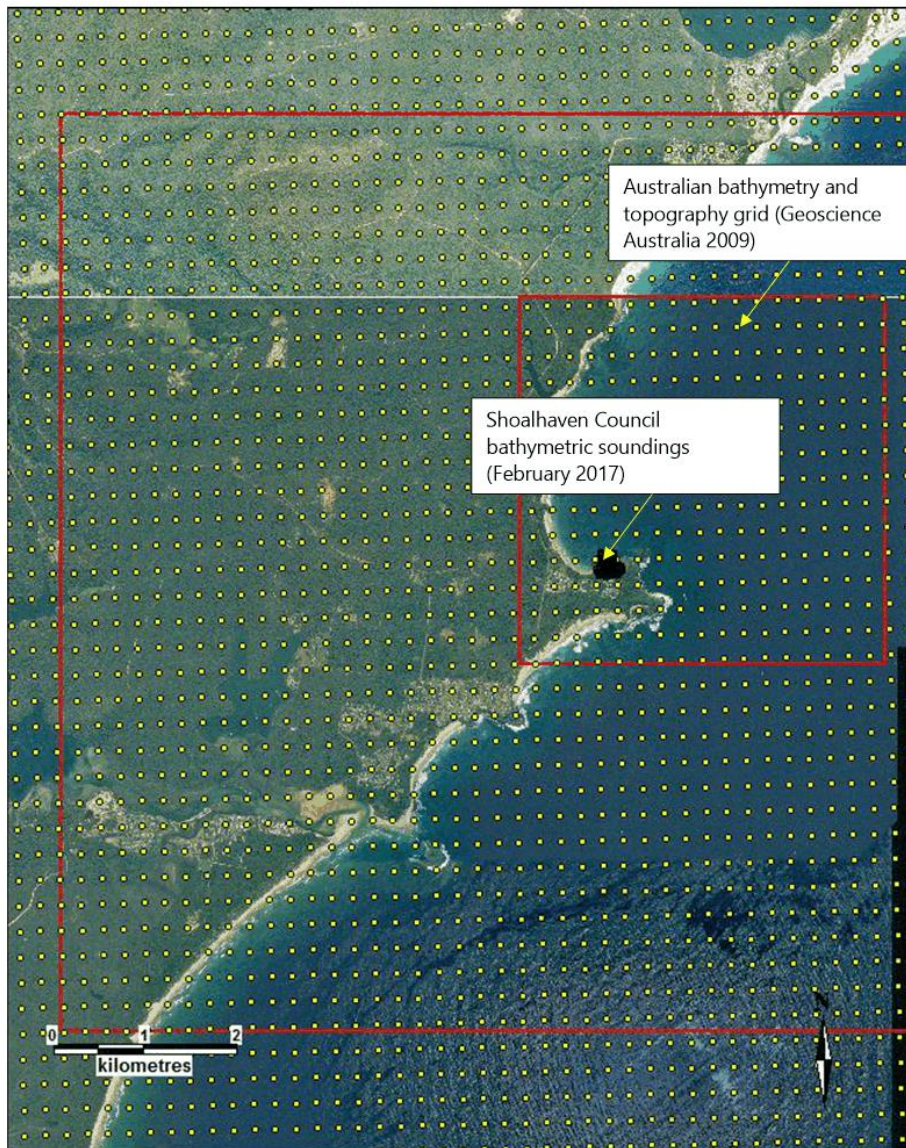 Australian bathymetry and
topography grid (Geoscience
Australia 2009)
Shoalhaven Council
bathymetric soundings
(February 2017)
0 1 2
kilometres
N